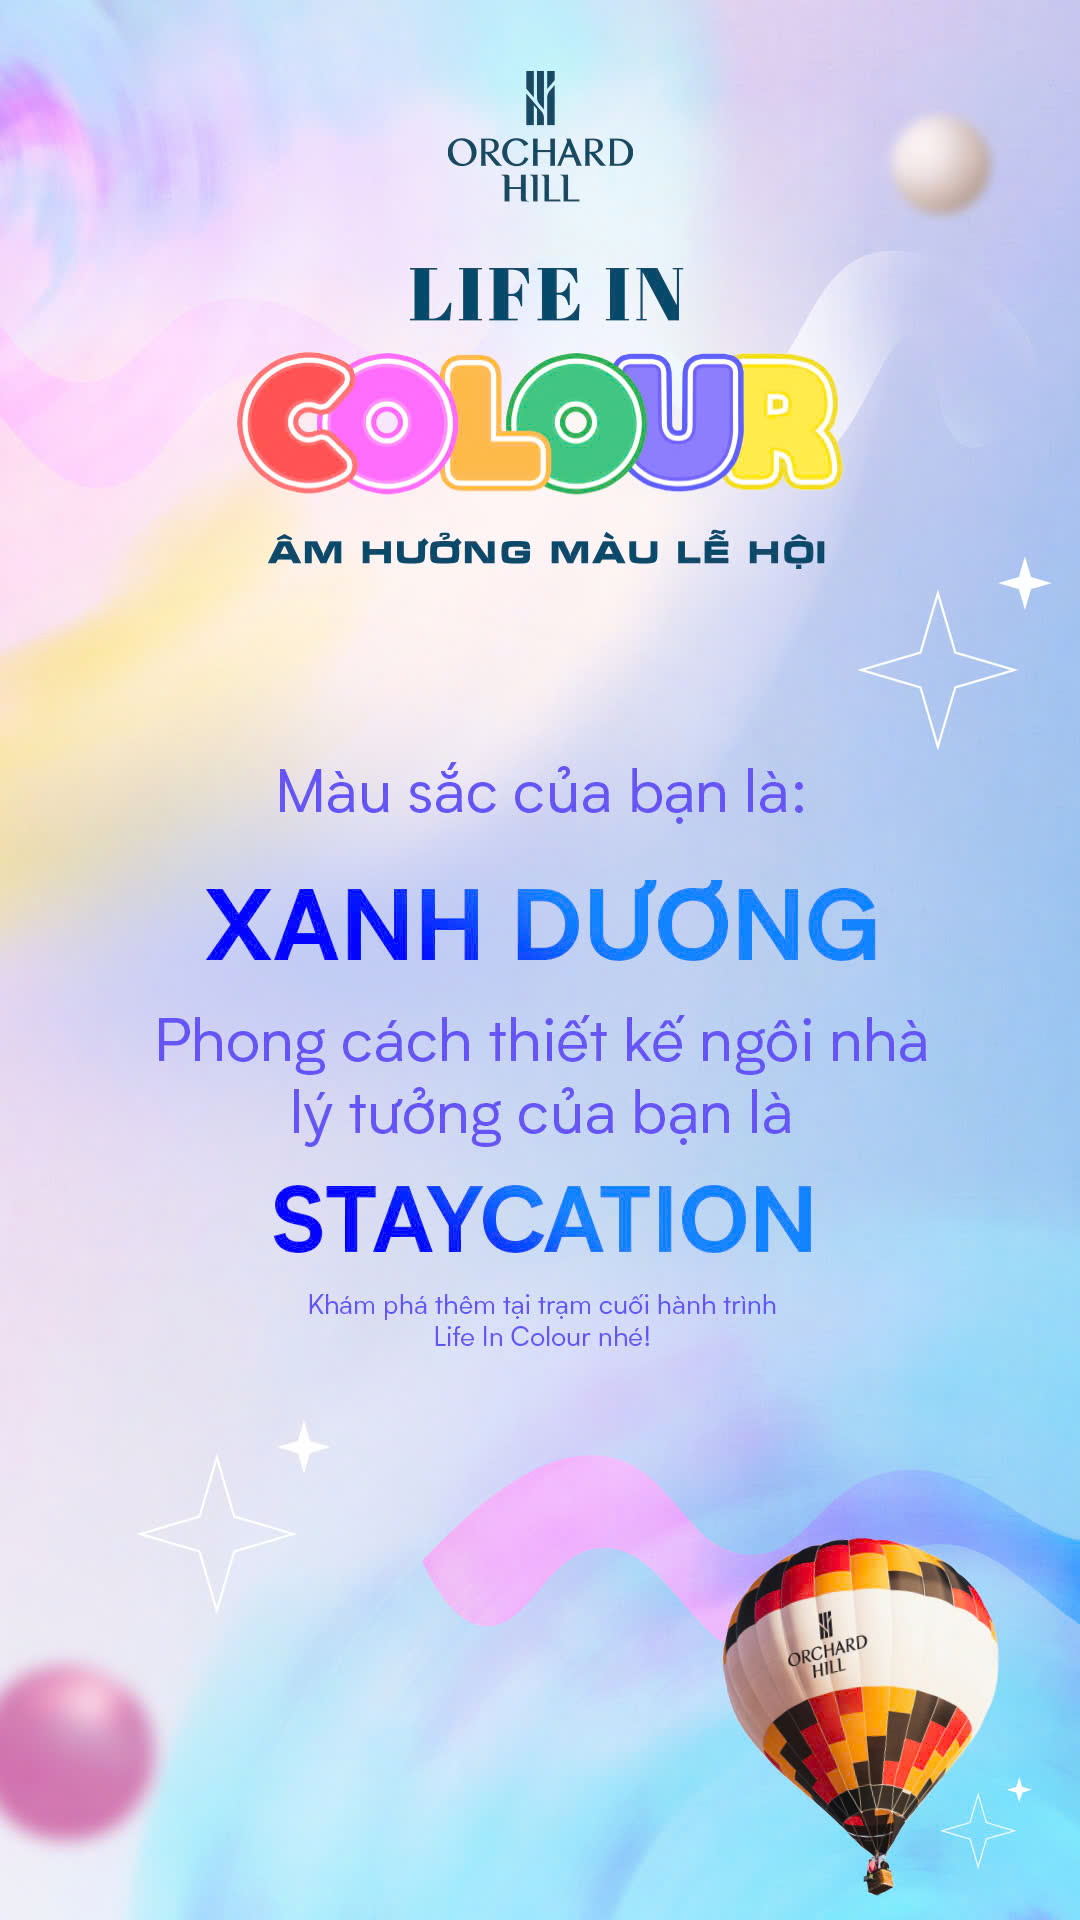 ORCHARD
HILL
LIFE IN
COLOUR
ÂM HƯỞNG MÀU LỄ HỘI
Màu sắc của bạn là:
XANH DƯƠNG
Phong cách thiết kế ngôi nhà
lý tưởng của bạn là
STAYCATION
Khám phá thêm tại trạm cuối hành trình
Life In Colour nhé!
ORCHARD
HILL